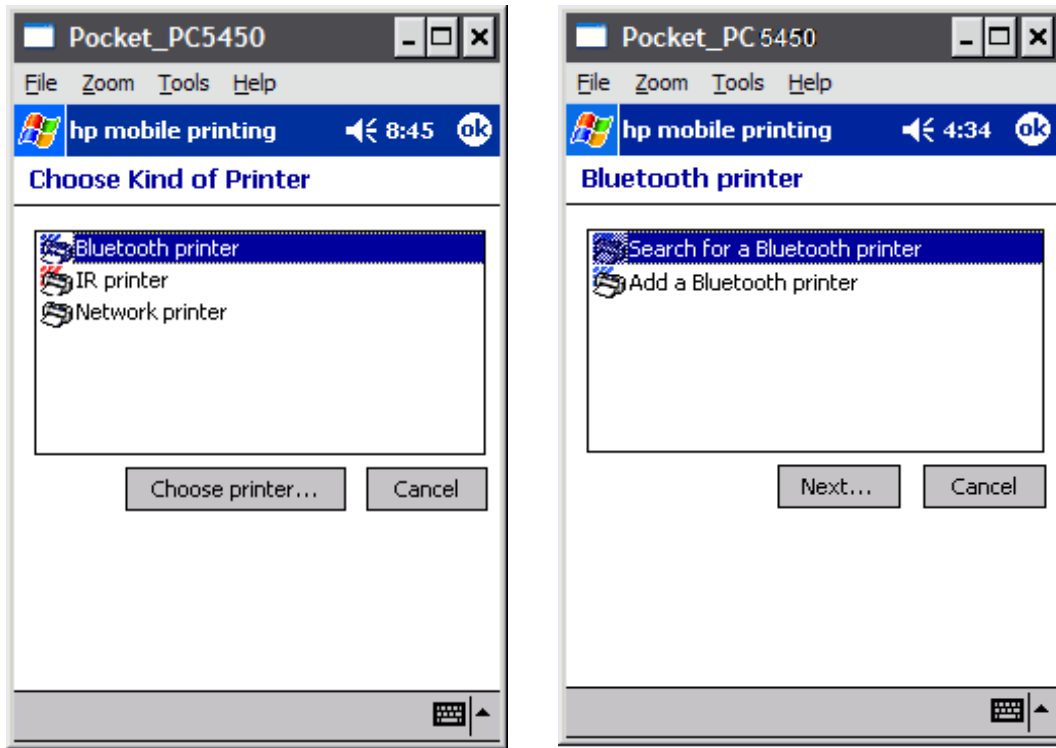 Pocket_PC5450
File Zoom Tools Help
hp mobile printing 8:45 ok
Choose Kind of Printer
Bluetooth printer
IR printer
Network printer
Choose printer... Cancel
Pocket_PC 5450
File Zoom Tools Help
hp mobile printing 4:34 ok
Bluetooth printer
Search for a Bluetooth printer
Add a Bluetooth printer
Next... Cancel